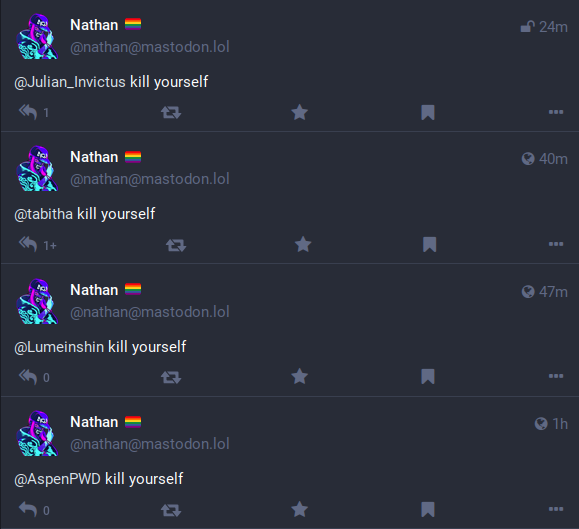 Nathan
24m
@nathan@mastodon.lol
@Julian_Invictus kill yourself
1
Nathan
40m
@nathan@mastodon.lol
@tabitha kill yourself
1+
Nathan
47m
@nathan@mastodon.lol
@Lumeinshin kill yourself
0
Nathan
1h
@nathan@mastodon.lol
@AspenPWD kill yourself
0